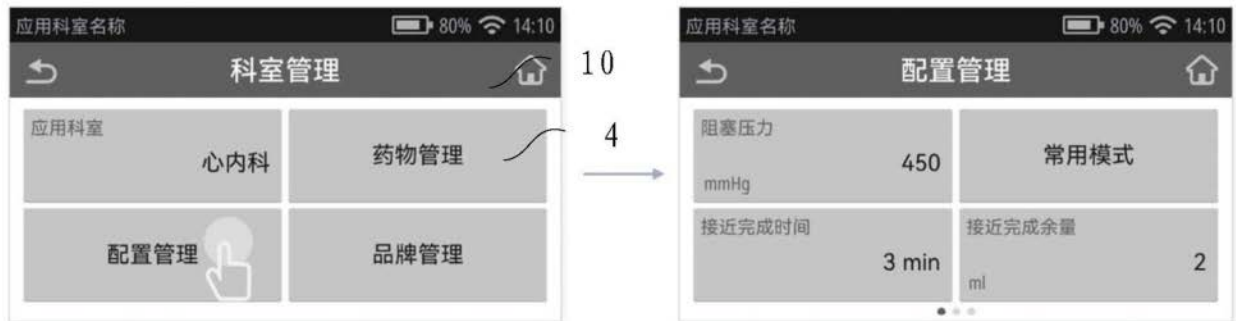 应用科室名称 80% 14:10
科室管理
应用科室
心内科
药物管理
配置管理
品牌管理
10
4
应用科室名称 80% 14:10
配置管理
阻塞压力
450
mmHg
常用模式
接近完成时间
3 min
接近完成余量
2
ml